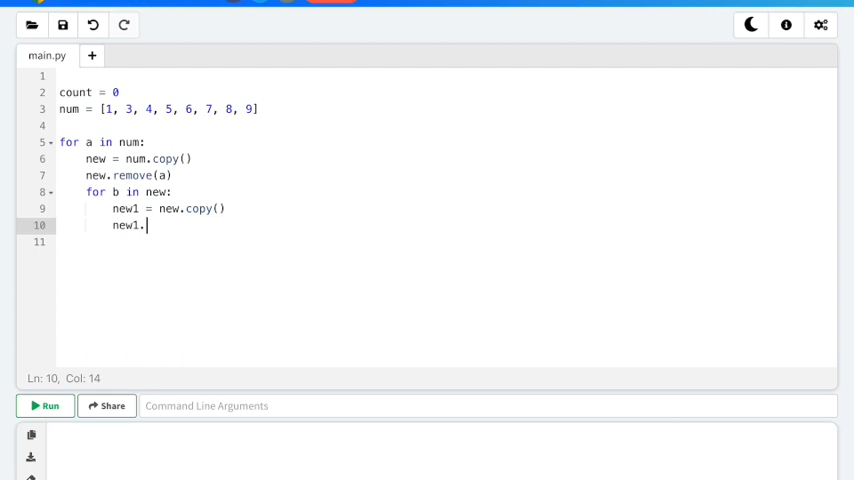 main.py +
1
2 count = 0
3 num = [1, 3, 4, 5, 6, 7, 8, 9]
4
5 for a in num:
6 new = num.copy()
7 new.remove(a)
8 for b in new:
9 new1 = new.copy()
10 new1.
11
Ln: 10, Col: 14
Run Share Command Line Arguments